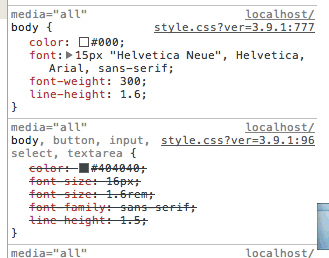 media="all" localhost/
body { style.css?ver=3.9.1:777
color: #000;
font: 15px "Helvetica Neue", Helvetica,
Arial, sans-serif;
font-weight: 300;
line-height: 1.6;
}
media="all" localhost/
body, button, input, style.css?ver=3.9.1:96
select, textarea {
color: #404040;
font-size: 16px;
font-size: 1.6rem;
font-family: sans-serif;
line-height: 1.5;
}
media="all" localhost/